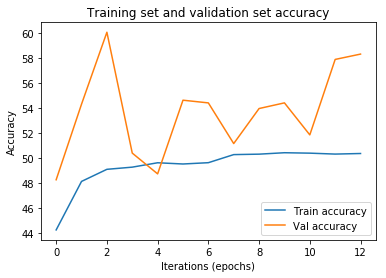 Training set and validation set accuracy
Accuracy
60
58
56
54
52
50
48
46
44
0 2 4 6 8 10 12
Iterations (epochs)
Train accuracy
Val accuracy